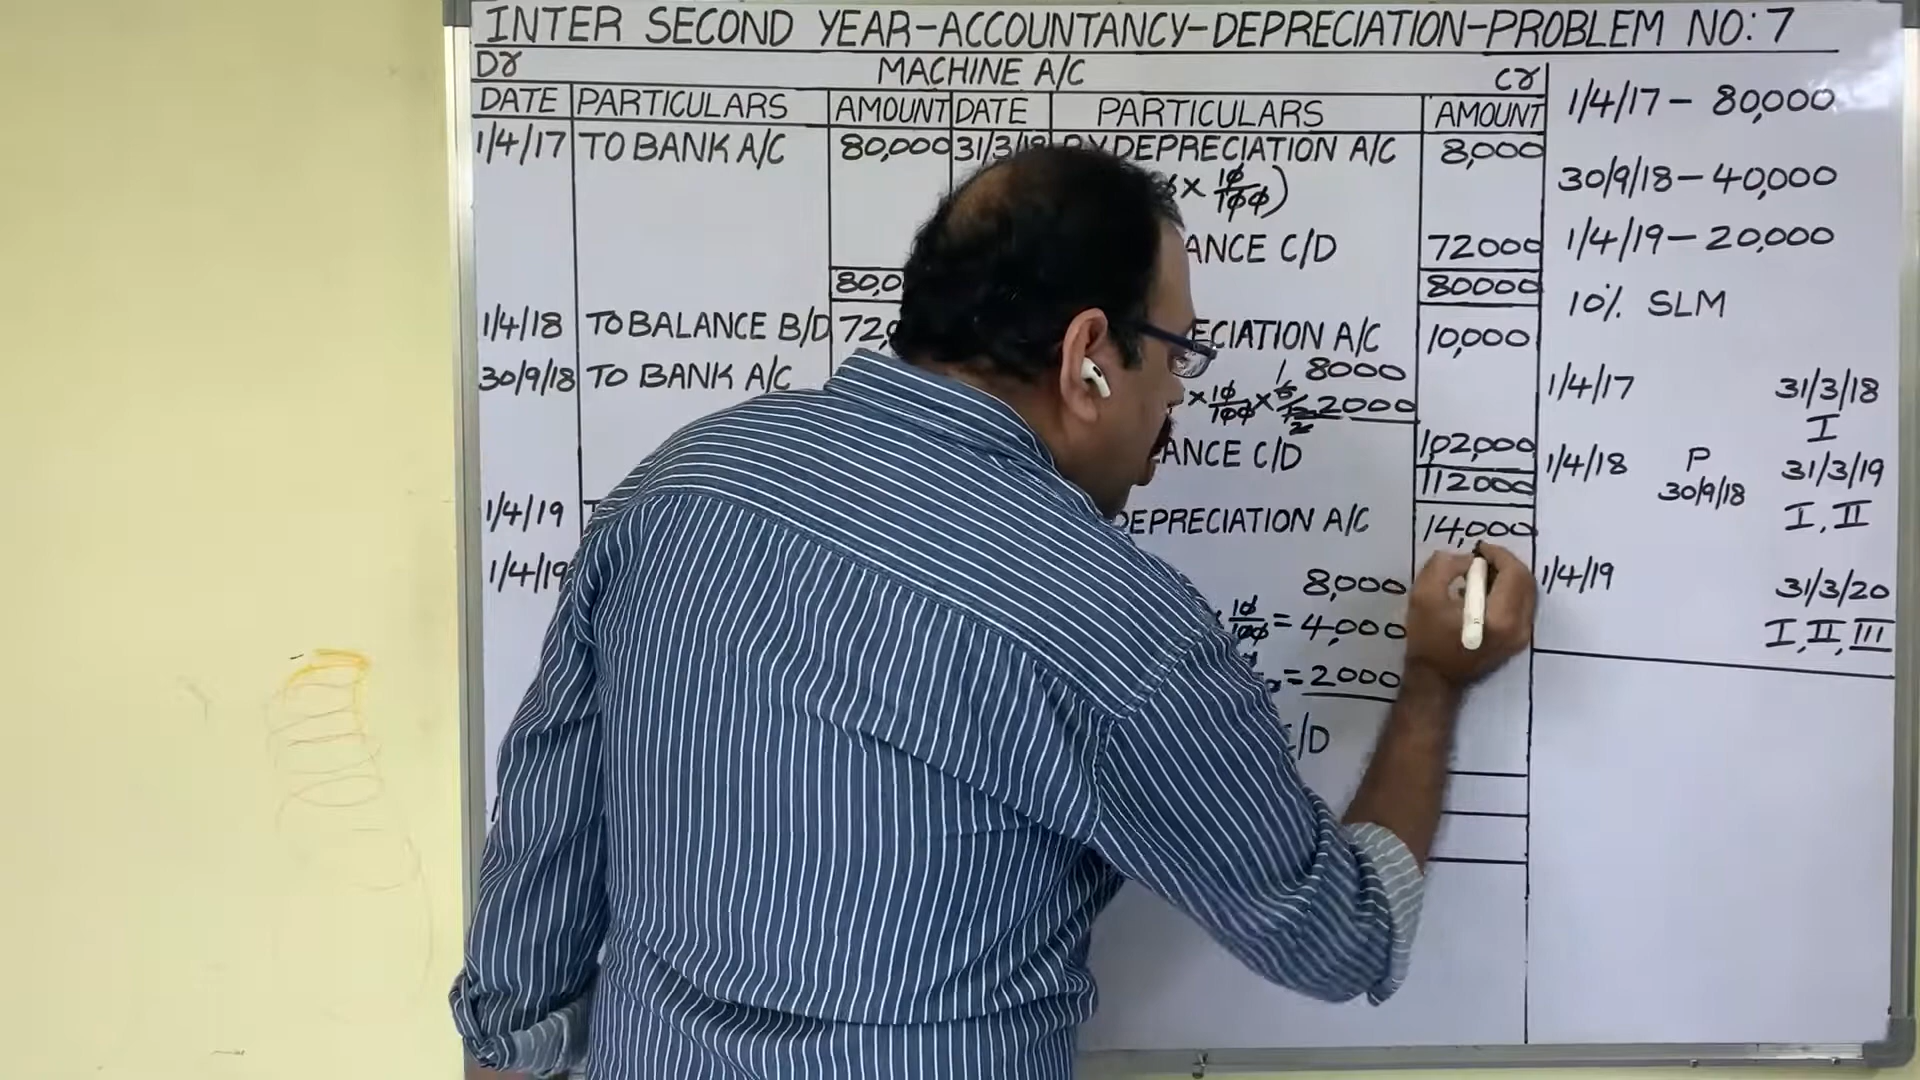 INTER SECOND YEAR-ACCOUNTANCY-DEPRECIATION-PROBLEM NO: 7
Dr MACHINE A/C Cr
DATE PARTICULARS AMOUNT DATE PARTICULARS AMOUNT
1/4/17 TO BANK A/C 80,000 31/3/18 BY DEPRECIATION A/C 8,000
× 10/100)
ANCE C/D 72000
80,0 80000
1/4/18 TO BALANCE B/D 72, ECIATION A/C 10,000
30/9/18 TO BANK A/C 8000
× 10/100 × 6/12 2000
ANCE C/D 102,000
112000
1/4/19 DEPRECIATION A/C 14,000
1/4/19 8,000
10/100 = 4,000
= 2000
C/D
1/4/17 - 80,000
30/9/18 - 40,000
1/4/19 - 20,000
10% SLM
1/4/17 31/3/18
I
1/4/18 P 31/3/19
30/9/18
I, II
1/4/19 31/3/20
I, II, III